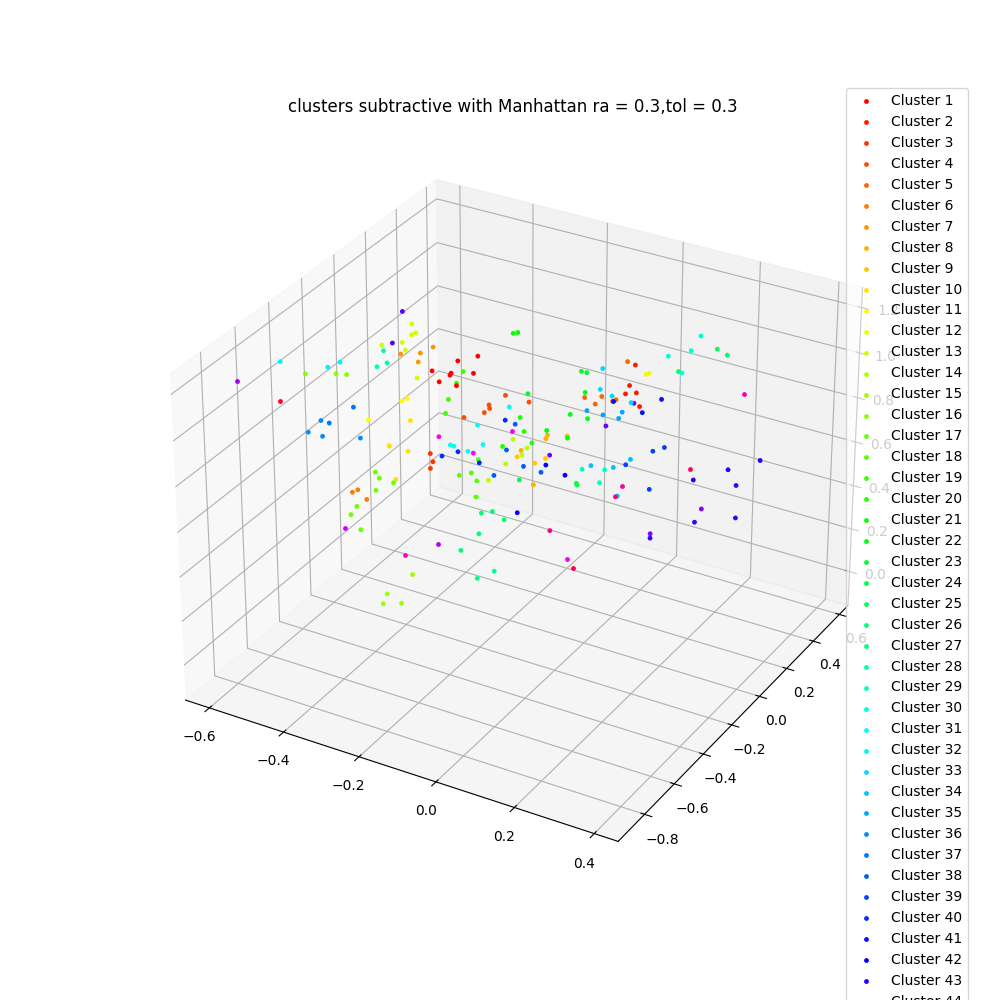 clusters subtractive with Manhattan ra = 0.3,tol = 0.3
Cluster 1
Cluster 2
Cluster 3
Cluster 4
Cluster 5
Cluster 6
Cluster 7
Cluster 8
Cluster 9
Cluster 10
Cluster 11
Cluster 12
Cluster 13
Cluster 14
Cluster 15
Cluster 16
Cluster 17
Cluster 18
Cluster 19
Cluster 20
Cluster 21
Cluster 22
Cluster 23
Cluster 24
Cluster 25
Cluster 26
Cluster 27
Cluster 28
Cluster 29
Cluster 30
Cluster 31
Cluster 32
Cluster 33
Cluster 34
Cluster 35
Cluster 36
Cluster 37
Cluster 38
Cluster 39
Cluster 40
Cluster 41
Cluster 42
Cluster 43
Cluster 44
1.0
0.8
0.6
0.4
0.2
0.0
0.6
0.4
0.2
0.0
−0.2
−0.4
−0.6
−0.8
−0.6
−0.4
−0.2
0.0
0.2
0.4